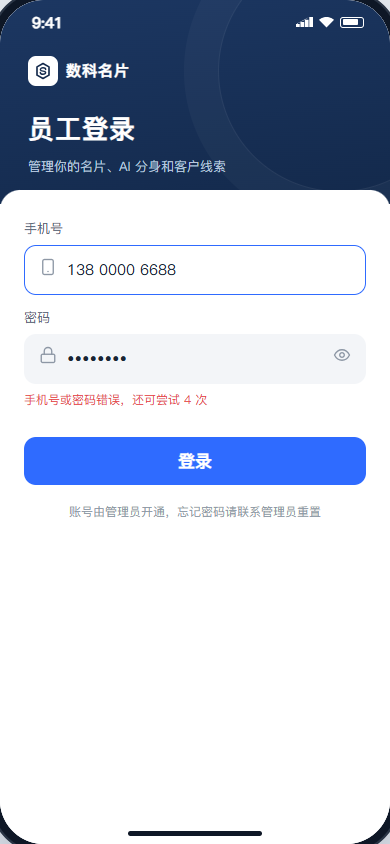 9:41
数科名片
员工登录
管理你的名片、AI 分身和客户线索
手机号
138 0000 6688
密码
••••••••
手机号或密码错误，还可尝试 4 次
登录
账号由管理员开通，忘记密码请联系管理员重置